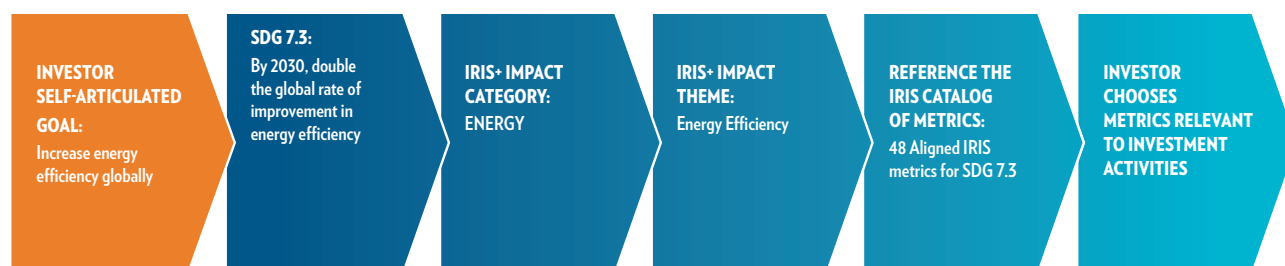 INVESTOR
SELF-ARTICULATED
GOAL:
Increase energy
efficiency globally
SDG 7.3:
By 2030, double
the global rate of
improvement in
energy efficiency
IRIS+ IMPACT
CATEGORY:
ENERGY
IRIS+ IMPACT
THEME:
Energy Efficiency
REFERENCE THE
IRIS CATALOG
OF METRICS:
48 Aligned IRIS
metrics for SDG 7.3
INVESTOR
CHOOSES
METRICS RELEVANT
TO INVESTMENT
ACTIVITIES